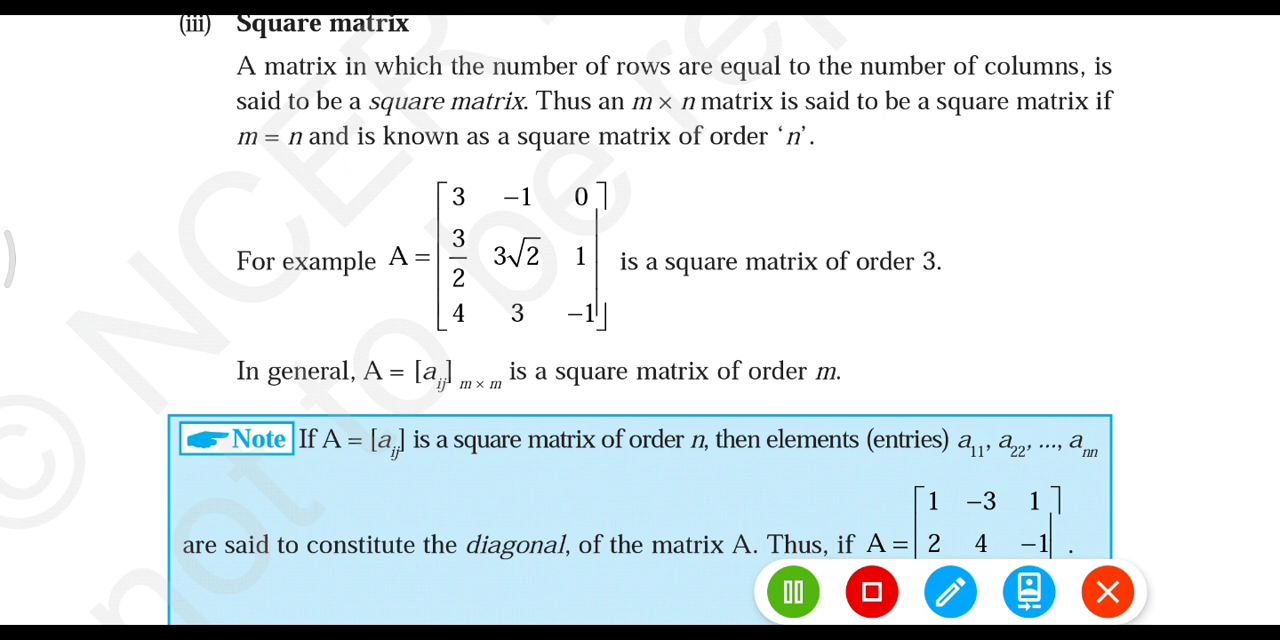 (iii) Square matrix
A matrix in which the number of rows are equal to the number of columns, is
said to be a square matrix. Thus an m × n matrix is said to be a square matrix if
m = n and is known as a square matrix of order ‘n’.
3 −1 0
For example A = 3/2 3√2 1 is a square matrix of order 3.
4 3 −1
In general, A = [aij] m × m is a square matrix of order m.
Note If A = [aij] is a square matrix of order n, then elements (entries) a11, a22, ..., ann
1 −3 1
are said to constitute the diagonal, of the matrix A. Thus, if A = 2 4 −1 .
© NCERT
not to be re